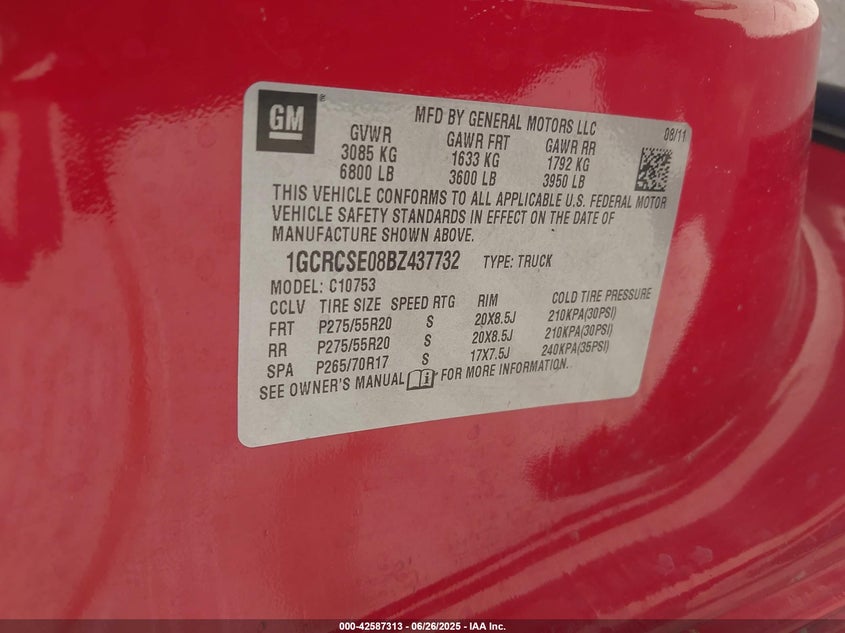 GM®
MFD BY GENERAL MOTORS LLC 08/11
GVWR GAWR FRT GAWR RR
3085 KG 1633 KG 1792 KG
6800 LB 3600 LB 3950 LB
THIS VEHICLE CONFORMS TO ALL APPLICABLE U.S. FEDERAL MOTOR
VEHICLE SAFETY STANDARDS IN EFFECT ON THE DATE OF
MANUFACTURE SHOWN ABOVE.
1GCRCSE08BZ437732 TYPE: TRUCK
MODEL: C10753
CCLV TIRE SIZE SPEED RTG RIM COLD TIRE PRESSURE
FRT P275/55R20 S 20X8.5J 210KPA(30PSI)
RR P275/55R20 S 20X8.5J 210KPA(30PSI)
SPA P265/70R17 S 17X7.5J 240KPA(35PSI)
SEE OWNER'S MANUAL FOR MORE INFORMATION.
000-42587313 | 06/26/2025 - IAA Inc.